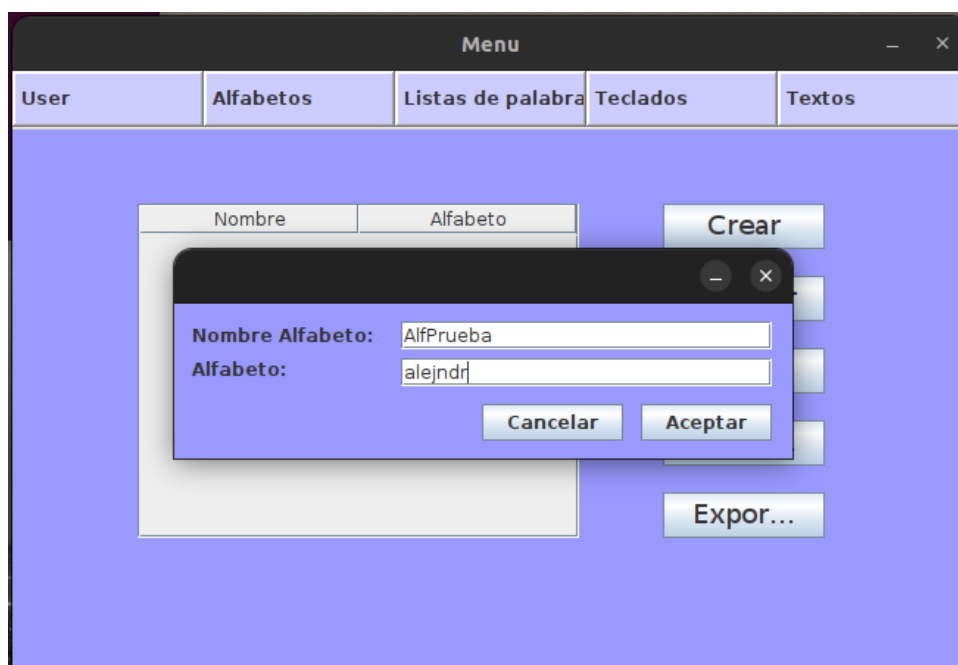 Menu
User Alfabetos Listas de palabra Teclados Textos
Nombre Alfabeto Crear
Nombre Alfabeto: AlfPrueba
Alfabeto: alejndr
Cancelar Aceptar
Expor...